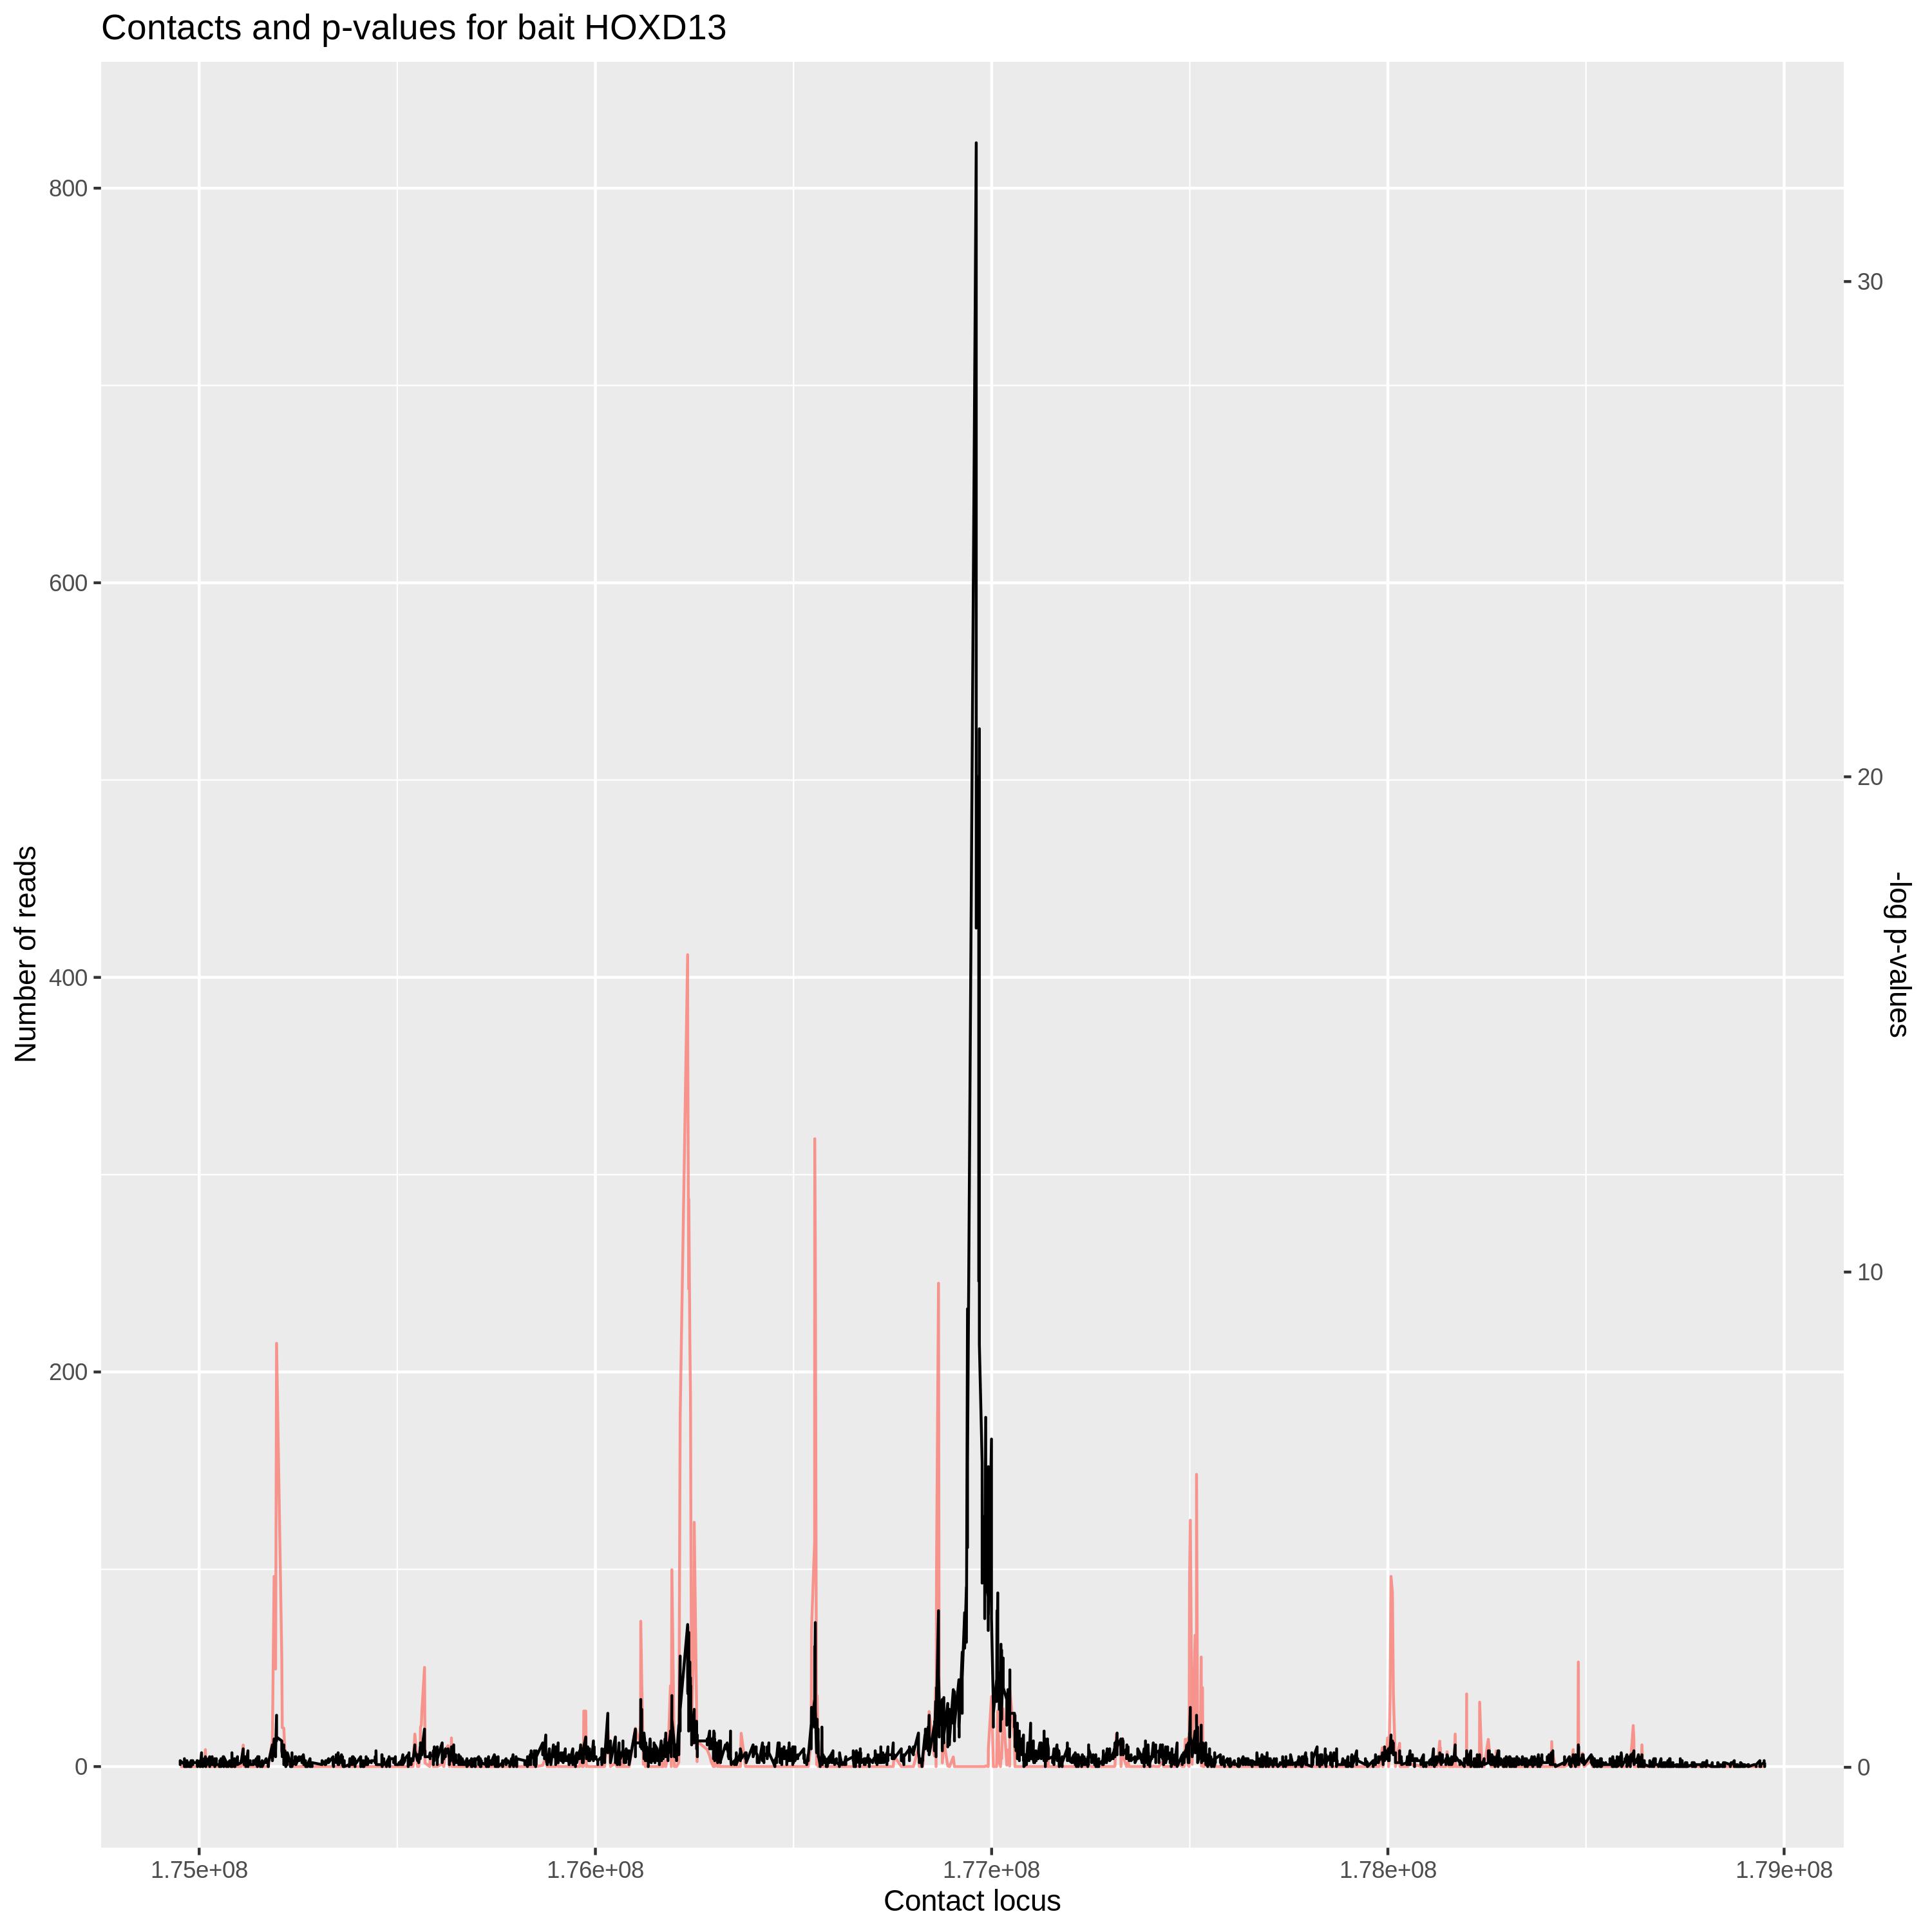 Contacts and p-values for bait HOXD13
800
600
400
200
0
Number of reads
30
20
10
0
-log p-values
1.75e+08
1.76e+08
1.77e+08
1.78e+08
1.79e+08
Contact locus